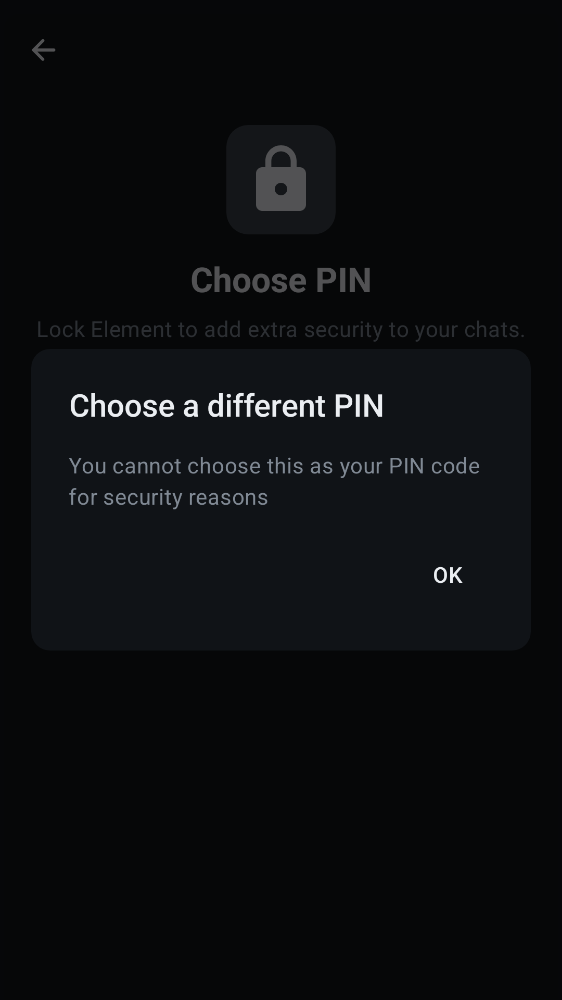 Choose PIN
Lock Element to add extra security to your chats.
Choose a different PIN
You cannot choose this as your PIN code
for security reasons
OK